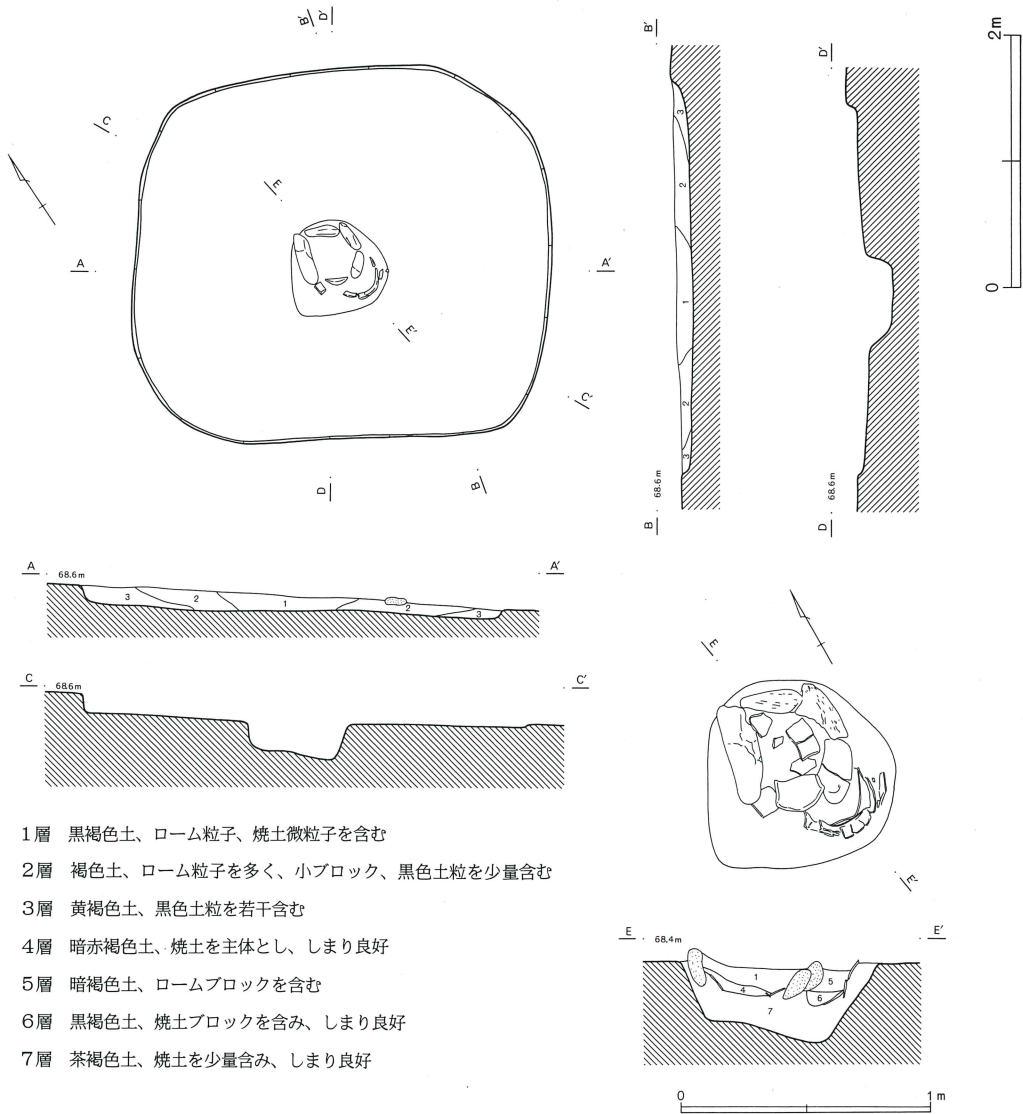 B′ D′
C
E
A
A′
E′
C′
D
B
B′
D′
B 68.6m
D 68.6m
2m
0
A 68.6m A′
3 2 1 2 3
3
2
1
2
3
C 68.6m C′
E
E′
1層 黒褐色土、ローム粒子、焼土微粒子を含む
2層 褐色土、ローム粒子を多く、小ブロック、黒色土粒を少量含む
3層 黄褐色土、黒色土粒を若干含む
4層 暗赤褐色土、焼土を主体とし、しまり良好
5層 暗褐色土、ロームブロックを含む
6層 黒褐色土、焼土ブロックを含み、しまり良好
7層 茶褐色土、焼土を少量含み、しまり良好
E 68.4m E′
1
4
5
6
7
0 1m